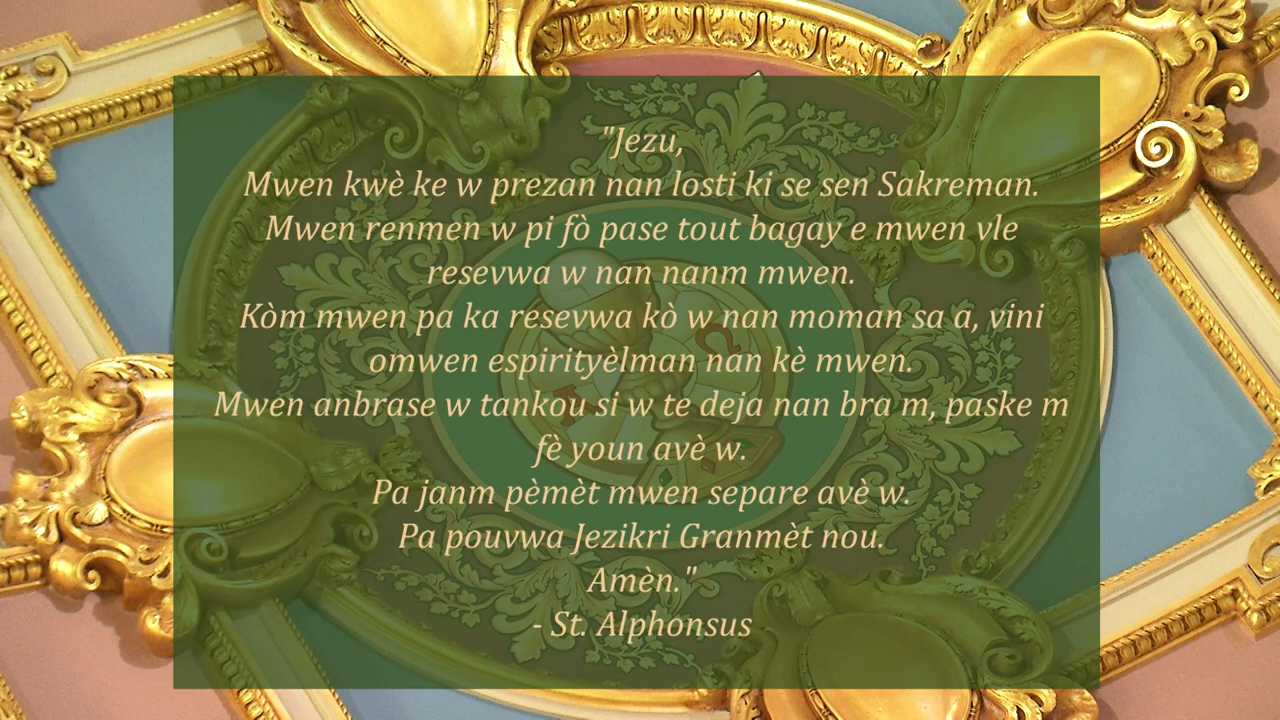 "Jezu,
Mwen kwè ke w prezan nan losti ki se sen Sakreman.
Mwen renmen w pi fò pase tout bagay e mwen vle
resevwa w nan nanm mwen.
Kòm mwen pa ka resevwa kò w nan moman sa a, vini
omwen espirityèlman nan kè mwen.
Mwen anbrase w tankou si w te deja nan bra m, paske m
fè youn avè w.
Pa janm pèmèt mwen separe avè w.
Pa pouvwa Jezikri Granmèt nou.
Amèn."
- St. Alphonsus